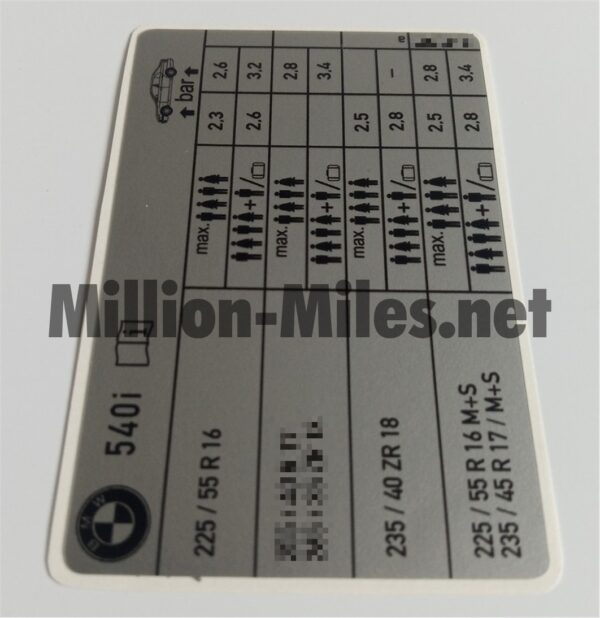 BMW 540i i bar
225 / 55 R 16 max. 2,3 2,6
+ / 2,6 3,2
max. 2,8
+ / 3,4
235 / 40 ZR 18 max. 2,5
+ / 2,8 –
225 / 55 R 16 M+S max. 2,5 2,8
235 / 45 R 17 / M+S + / 2,8 3,4
Million-Miles.net